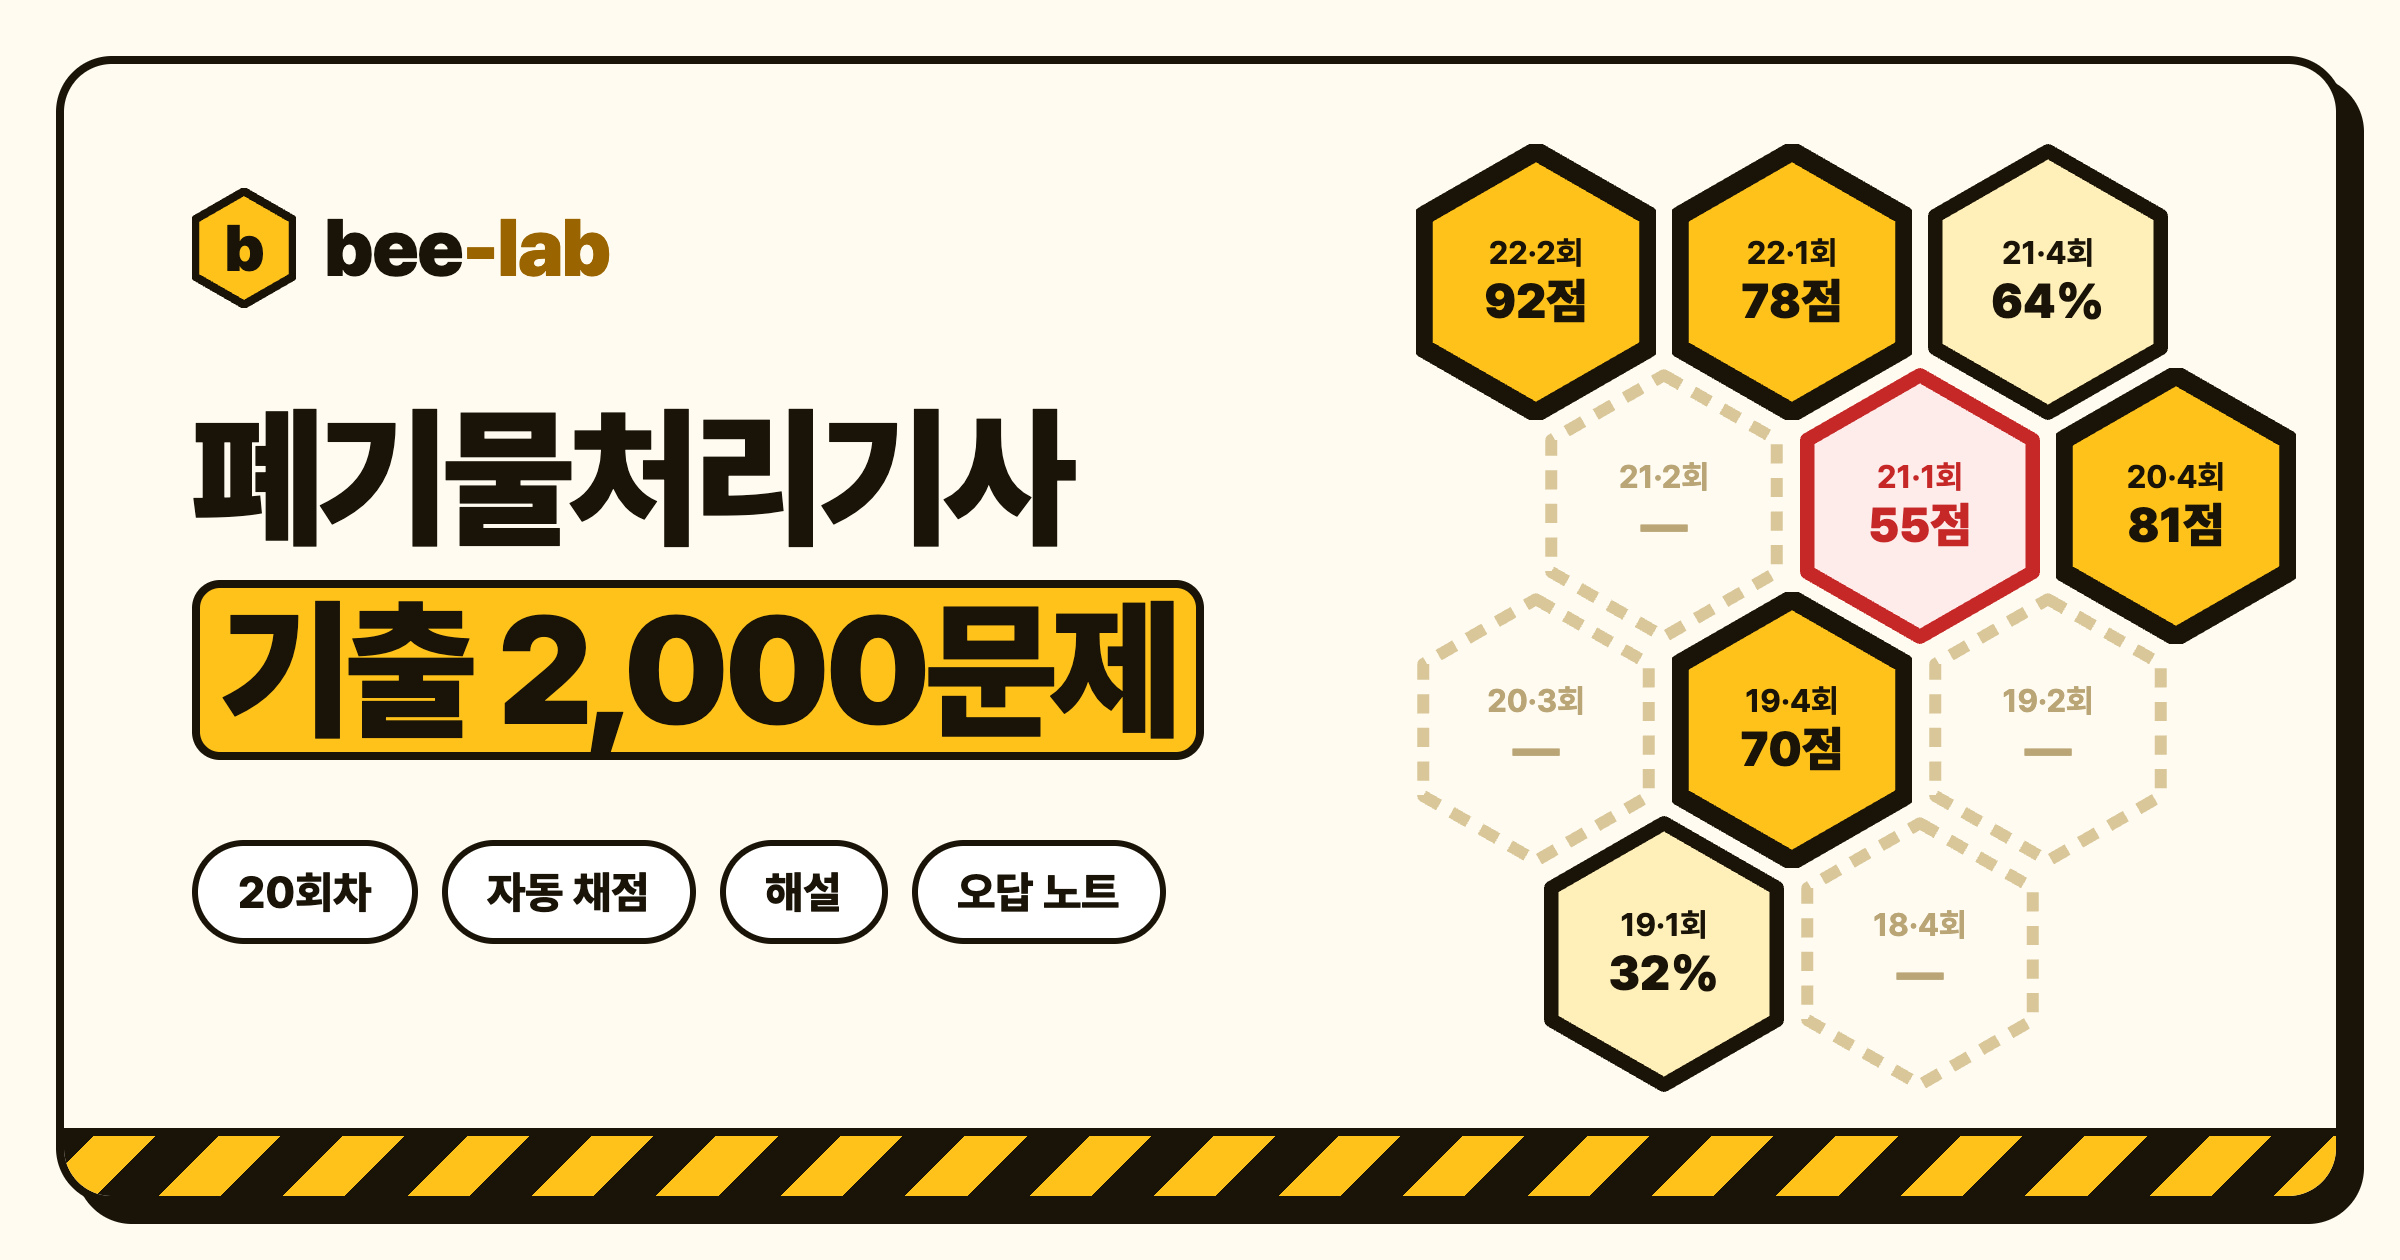 b
bee-lab
폐기물처리기사
기출 2,000문제
20회차
자동 채점
해설
오답 노트
22·2회
92점
22·1회
78점
21·4회
64%
21·2회
—
21·1회
55점
20·4회
81점
20·3회
—
19·4회
70점
19·2회
—
19·1회
32%
18·4회
—